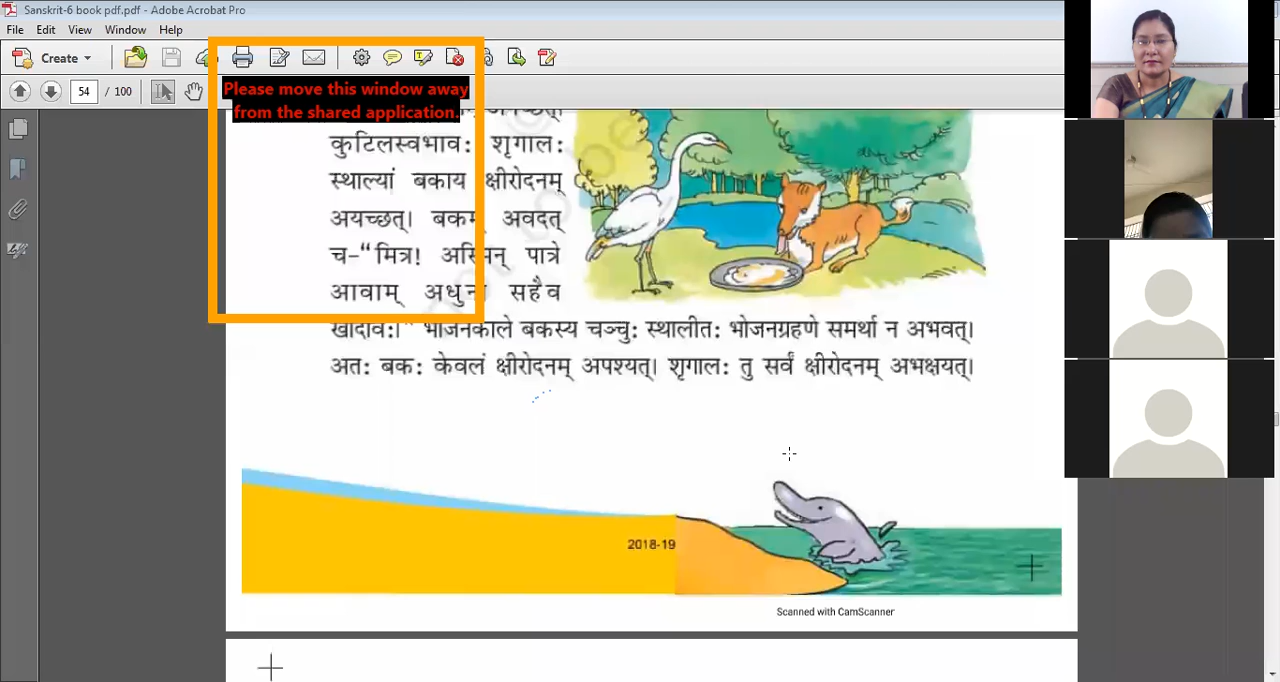 Sanskrit-6 book pdf.pdf - Adobe Acrobat Pro
File Edit View Window Help
Create
54 / 100
Please move this window away
from the shared application.
कुटिलस्वभावः शृगालः
स्थाल्यां बकाय क्षीरोदनम्
अयच्छत्। बकम् अवदत्
च-“मित्र! अस्मिन् पात्रे
आवाम् अधुना सहैव
खादावः।” भोजनकाले बकस्य चञ्चुः स्थालीतः भोजनग्रहणे समर्था न अभवत्।
अतः बकः केवलं क्षीरोदनम् अपश्यत्। शृगालः तु सर्वं क्षीरोदनम् अभक्षयत्।
2018-19
Scanned with CamScanner